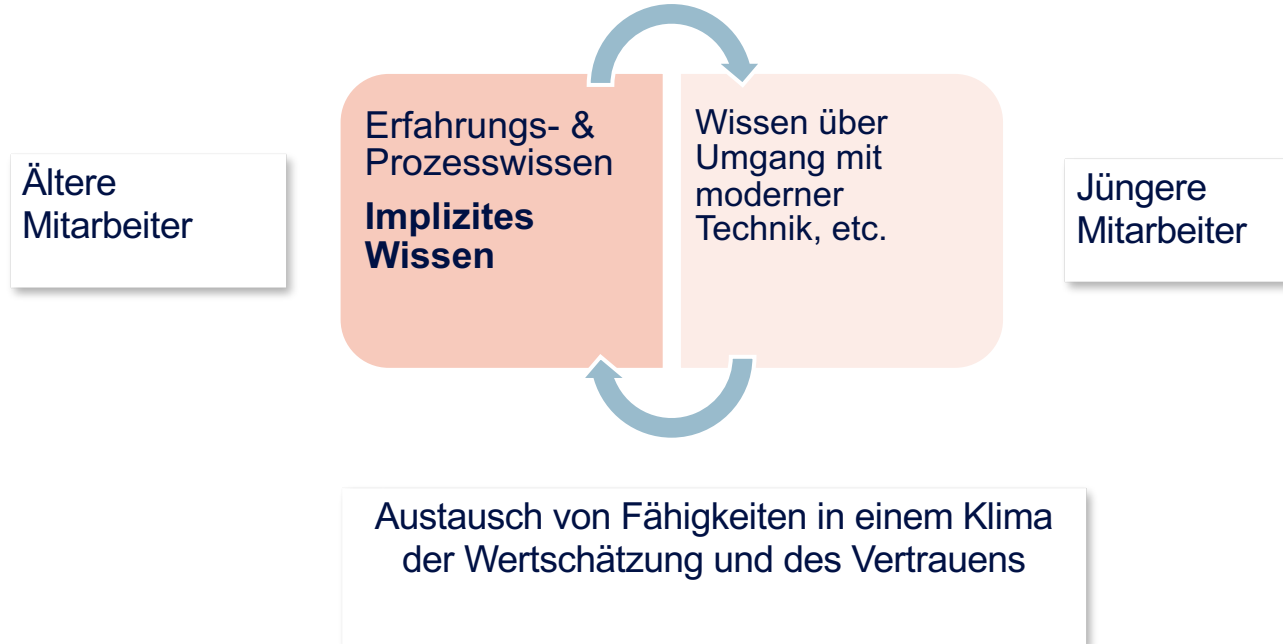 Ältere
Mitarbeiter
Erfahrungs- &
Prozesswissen
Implizites
Wissen
Wissen über
Umgang mit
moderner
Technik, etc.
Jüngere
Mitarbeiter
Austausch von Fähigkeiten in einem Klima
der Wertschätzung und des Vertrauens